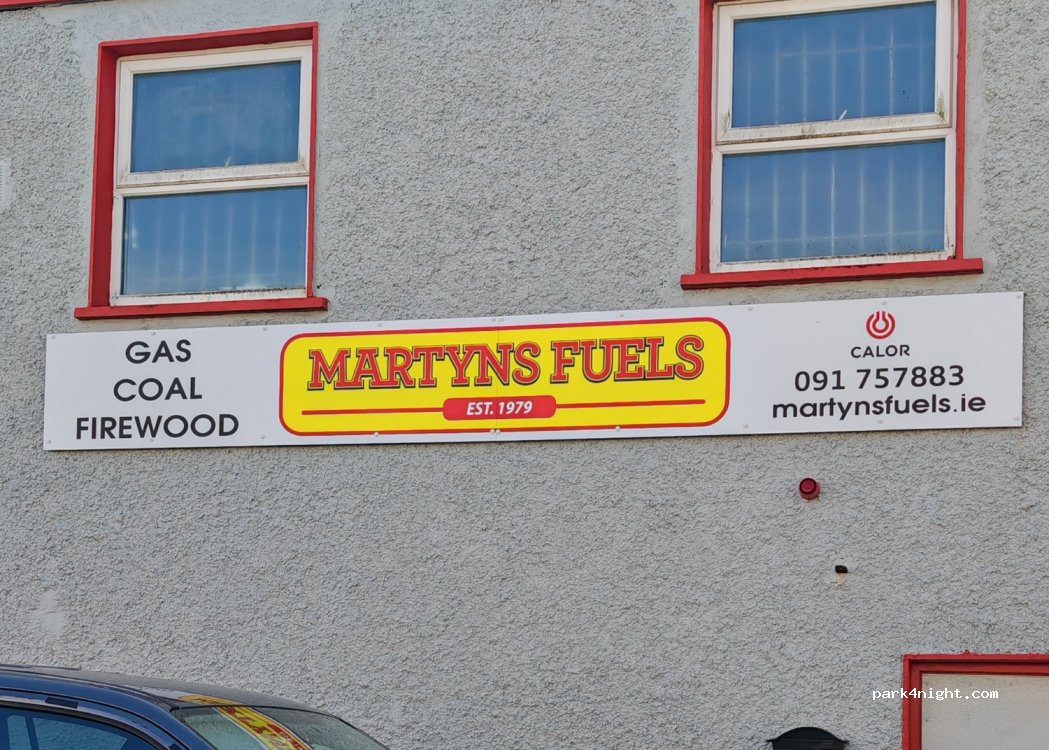 GAS
COAL
FIREWOOD
MARTYNS FUELS
EST. 1979
CALOR
091 757883
martynsfuels.ie
park4night.com